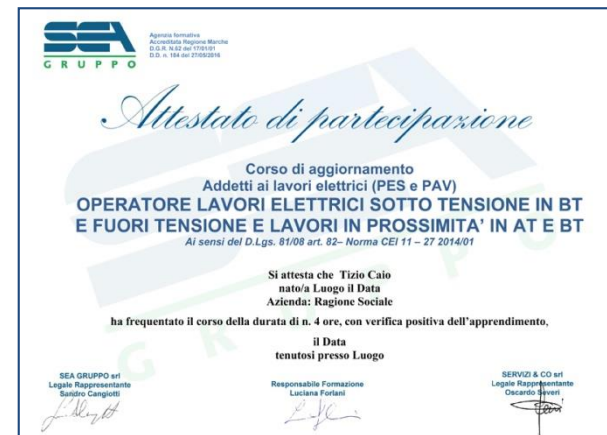 SEA
GRUPPO
Agenzia formativa
Accreditata Regione Marche
D.G.R. N.62 del 17/01/01
D.D. n. 184 del 27/05/2016
Attestato di partecipazione
Corso di aggiornamento
Addetti ai lavori elettrici (PES e PAV)
OPERATORE LAVORI ELETTRICI SOTTO TENSIONE IN BT
E FUORI TENSIONE E LAVORI IN PROSSIMITA' IN AT E BT
Ai sensi del D.Lgs. 81/08 art. 82– Norma CEI 11 – 27 2014/01
Si attesta che Tizio Caio
nato/a Luogo il Data
Azienda: Ragione Sociale
ha frequentato il corso della durata di n. 4 ore, con verifica positiva dell'apprendimento,
il Data
tenutosi presso Luogo
SEA GRUPPO srl
Legale Rappresentante
Sandro Cangiotti
Responsabile Formazione
Luciana Forlani
SERVIZI & CO srl
Legale Rappresentante
Oscardo Severi